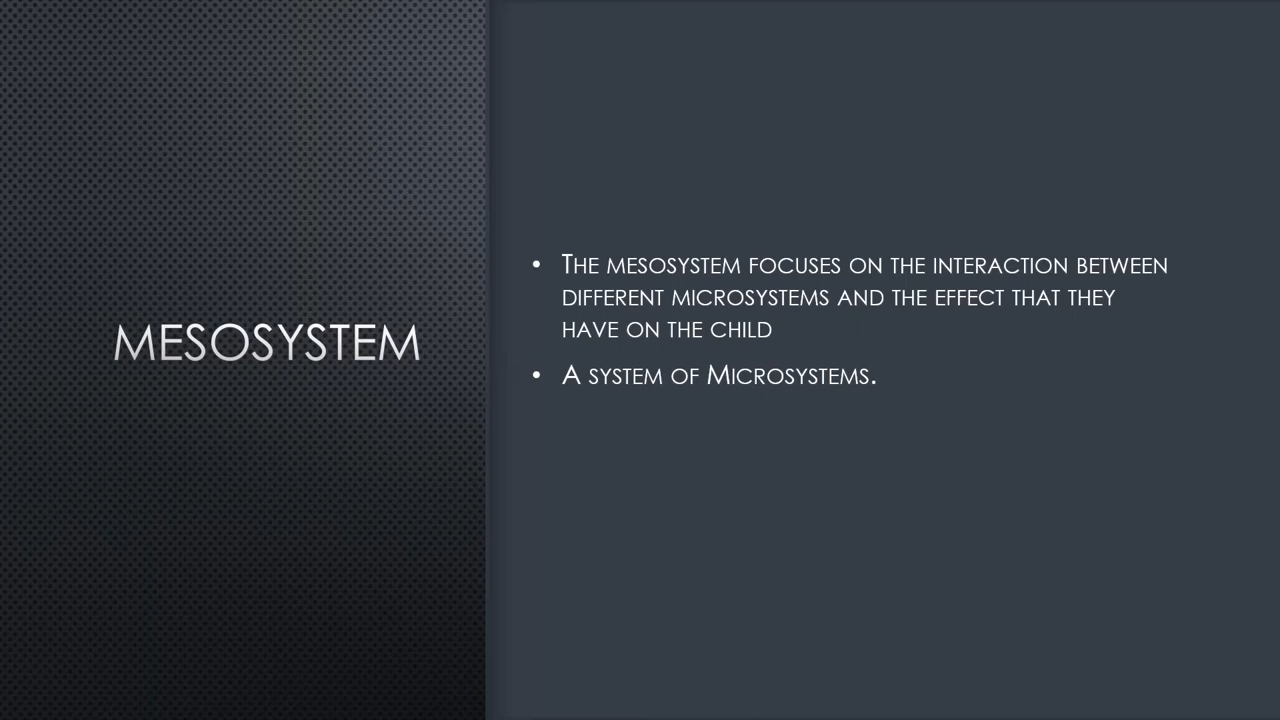 MESOSYSTEM
• The mesosystem focuses on the interaction between
different microsystems and the effect that they
have on the child
• A system of Microsystems.